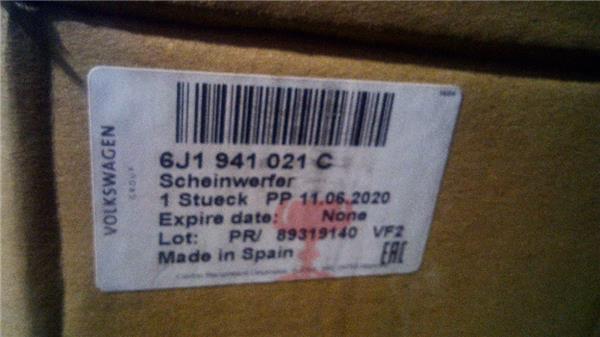 VOLKSWAGEN
GROUP
6J1 941 021 C
Scheinwerfer
1 Stueck PP 11.06.2020
Expire date: None
Lot: PR/ 89319140 VF2
Made in Spain
EAC